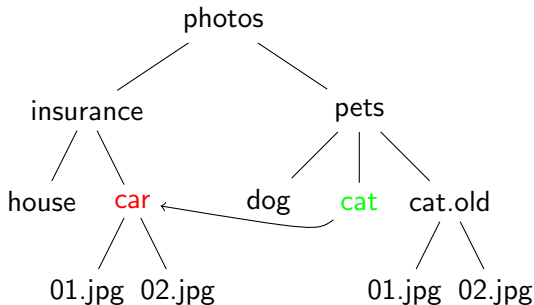 photos
insurance pets
house car dog cat cat.old
01.jpg 02.jpg 01.jpg 02.jpg